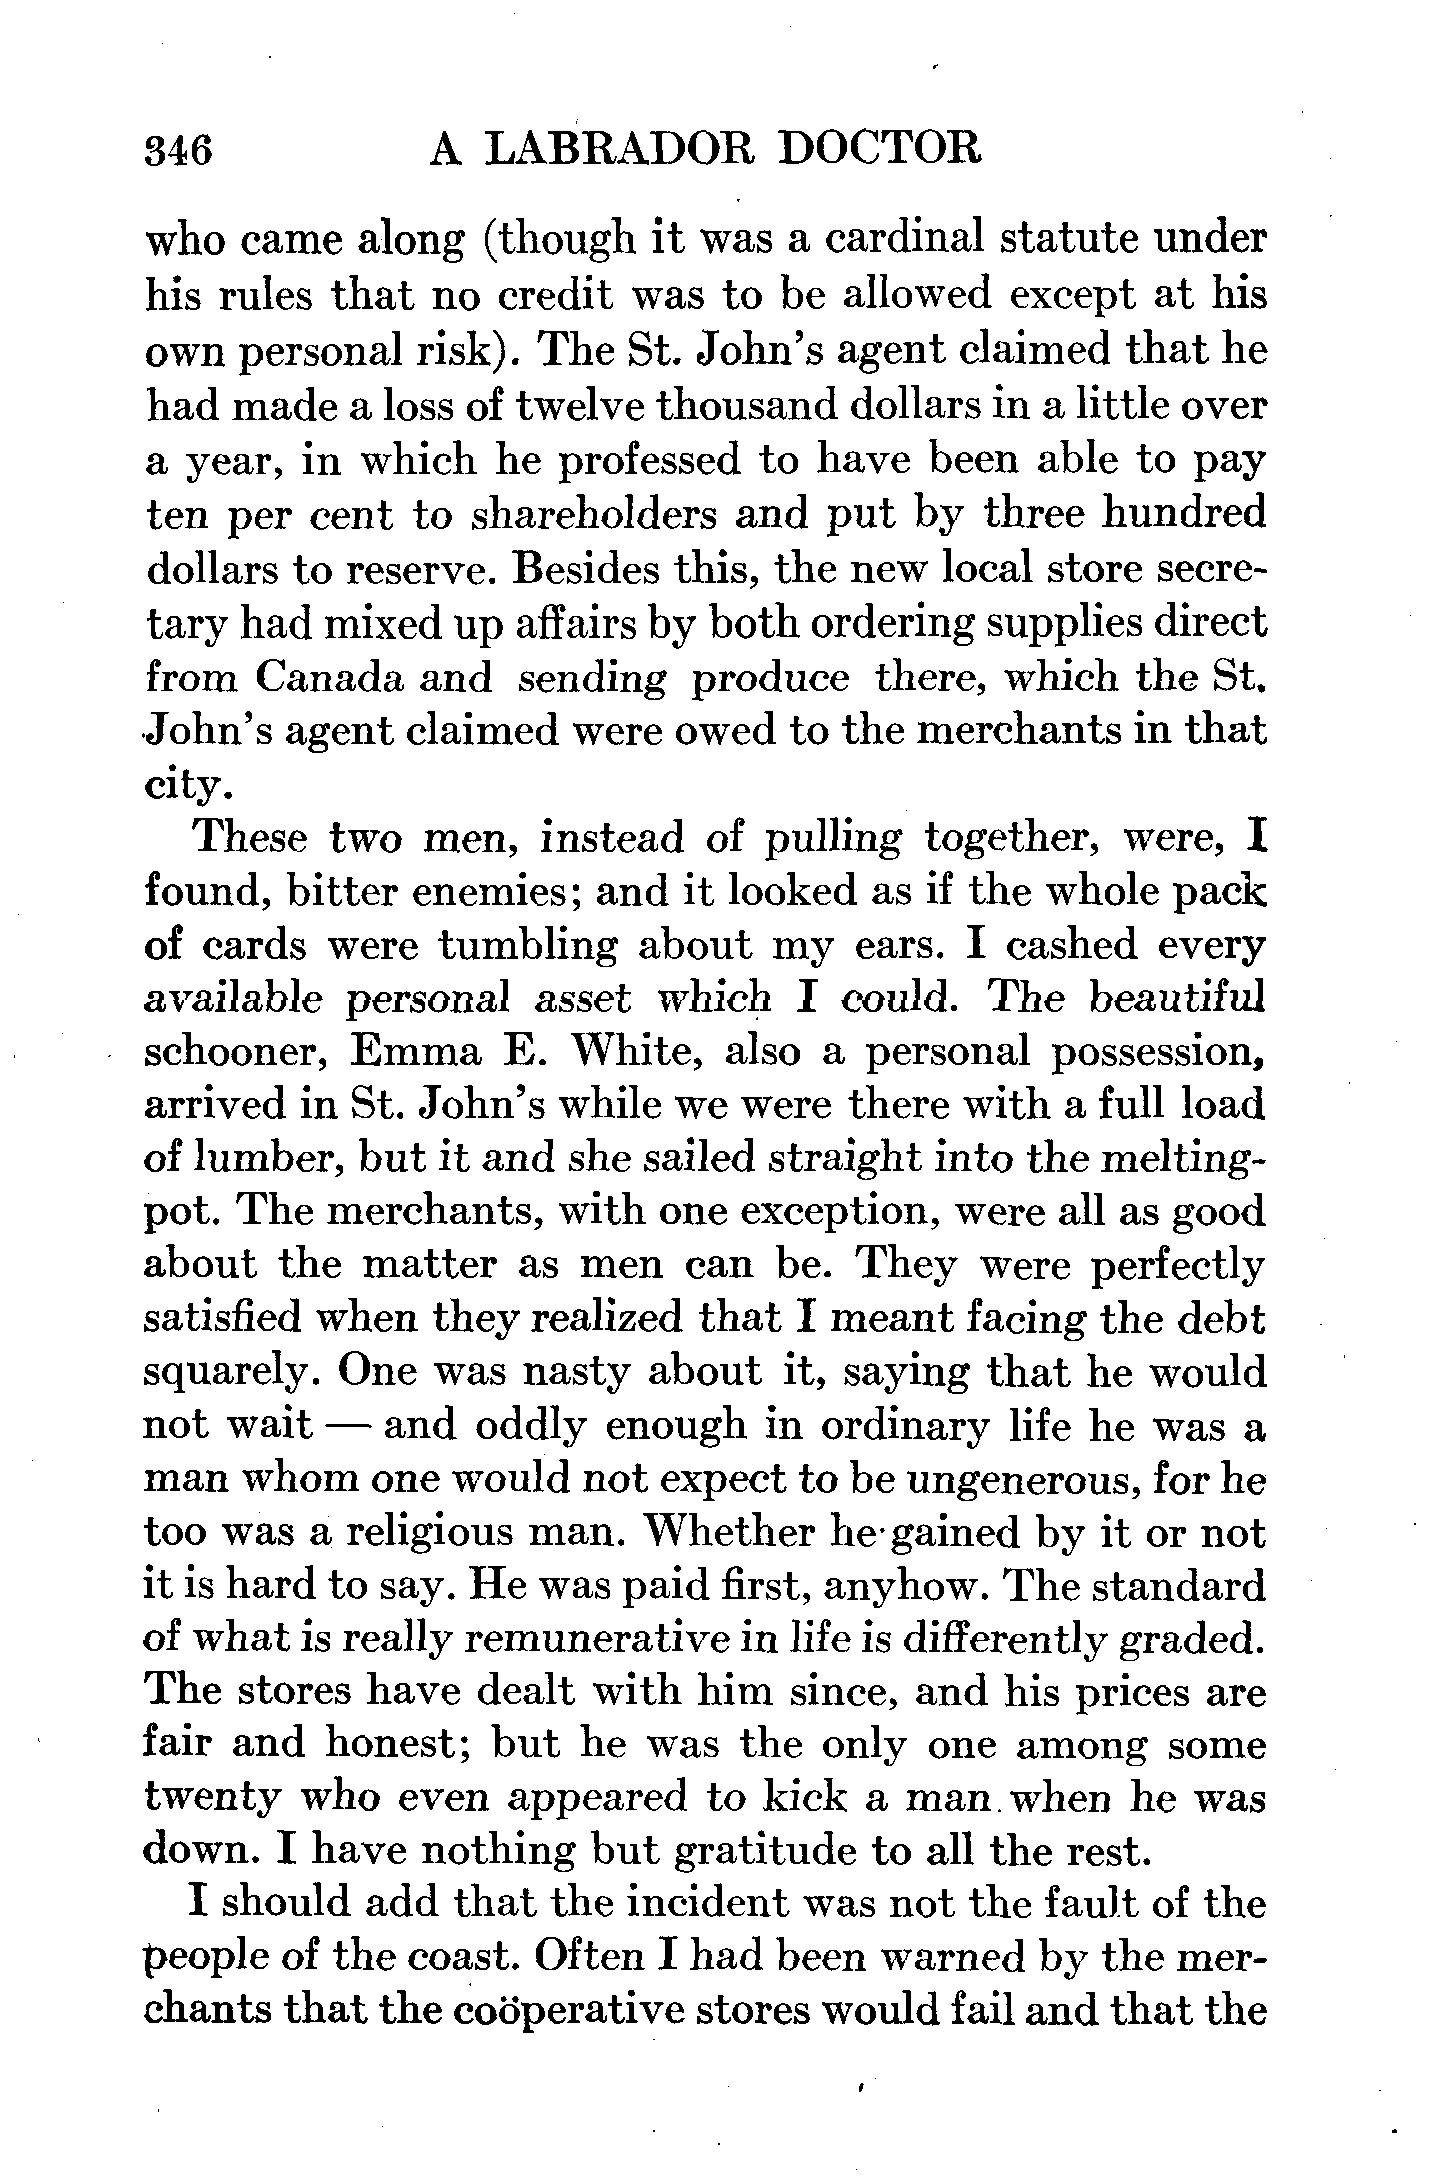 346 A LABRADOR DOCTOR
who came along (though it was a cardinal statute under
his rules that no credit was to be allowed except at his
own personal risk). The St. John's agent claimed that he
had made a loss of twelve thousand dollars in a little over
a year, in which he professed to have been able to pay
ten per cent to shareholders and put by three hundred
dollars to reserve. Besides this, the new local store secre-
tary had mixed up affairs by both ordering supplies direct
from Canada and sending produce there, which the St.
John's agent claimed were owed to the merchants in that
city.
These two men, instead of pulling together, were, I
found, bitter enemies; and it looked as if the whole pack
of cards were tumbling about my ears. I cashed every
available personal asset which I could. The beautiful
schooner, Emma E. White, also a personal possession,
arrived in St. John's while we were there with a full load
of lumber, but it and she sailed straight into the melting-
pot. The merchants, with one exception, were all as good
about the matter as men can be. They were perfectly
satisfied when they realized that I meant facing the debt
squarely. One was nasty about it, saying that he would
not wait — and oddly enough in ordinary life he was a
man whom one would not expect to be ungenerous, for he
too was a religious man. Whether he gained by it or not
it is hard to say. He was paid first, anyhow. The standard
of what is really remunerative in life is differently graded.
The stores have dealt with him since, and his prices are
fair and honest; but he was the only one among some
twenty who even appeared to kick a man when he was
down. I have nothing but gratitude to all the rest.
I should add that the incident was not the fault of the
people of the coast. Often I had been warned by the mer-
chants that the coöperative stores would fail and that the